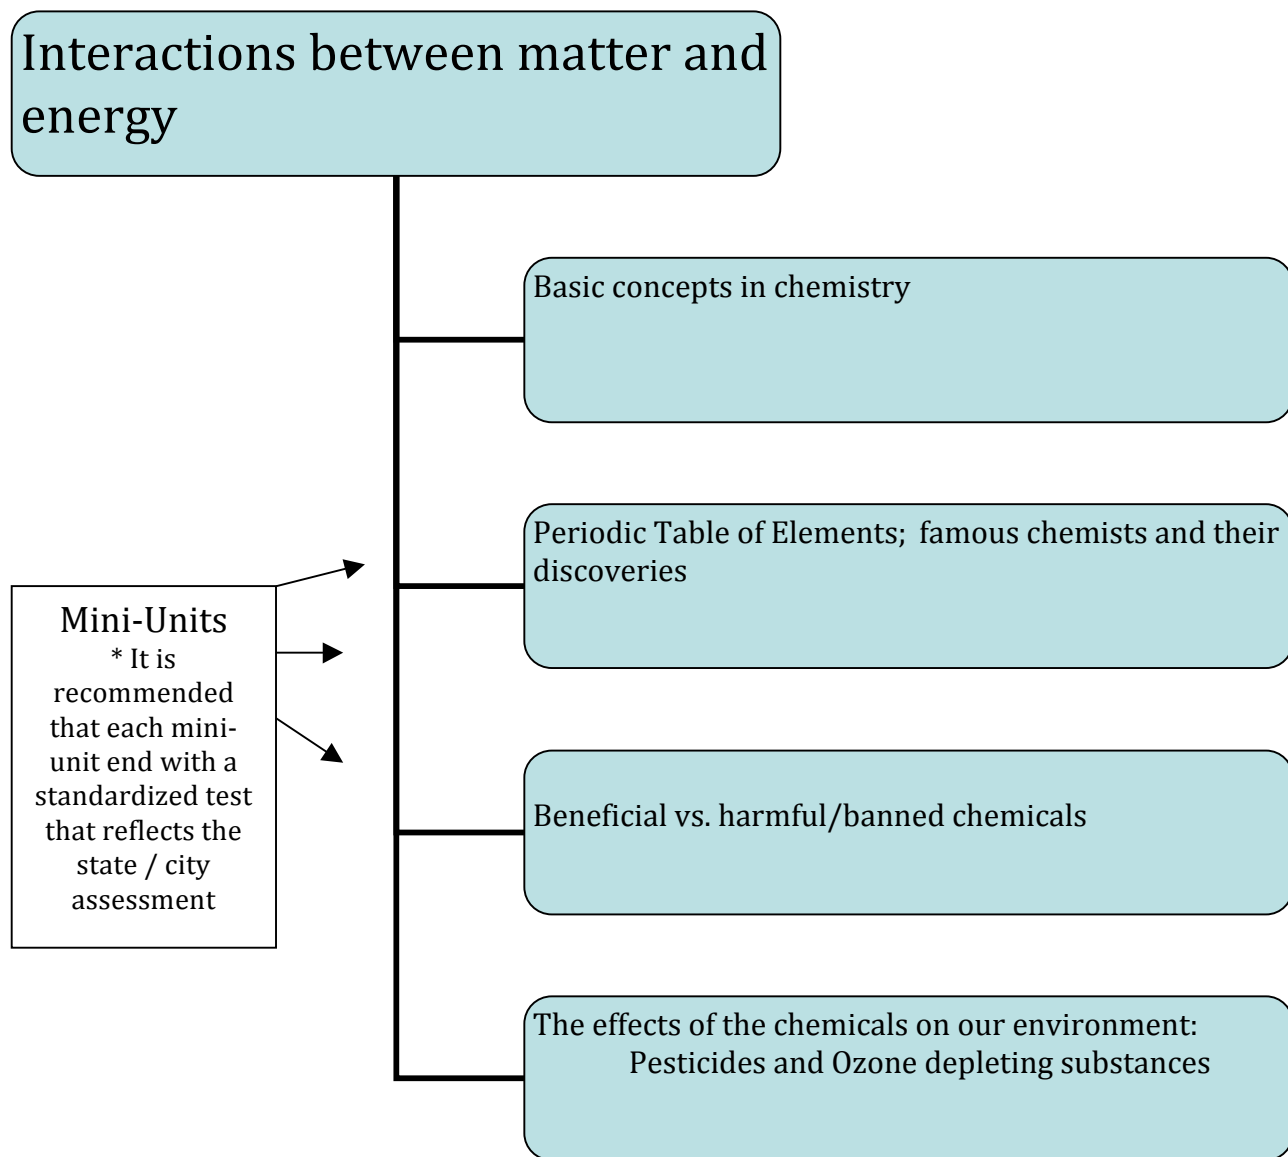 Interactions between matter and
energy
Basic concepts in chemistry
Periodic Table of Elements;  famous chemists and their
discoveries
Mini-Units
* It is
recommended
that each mini-
unit end with a
standardized test
that reflects the
state / city
assessment
Beneficial vs. harmful/banned chemicals
The effects of the chemicals on our environment:
Pesticides and Ozone depleting substances